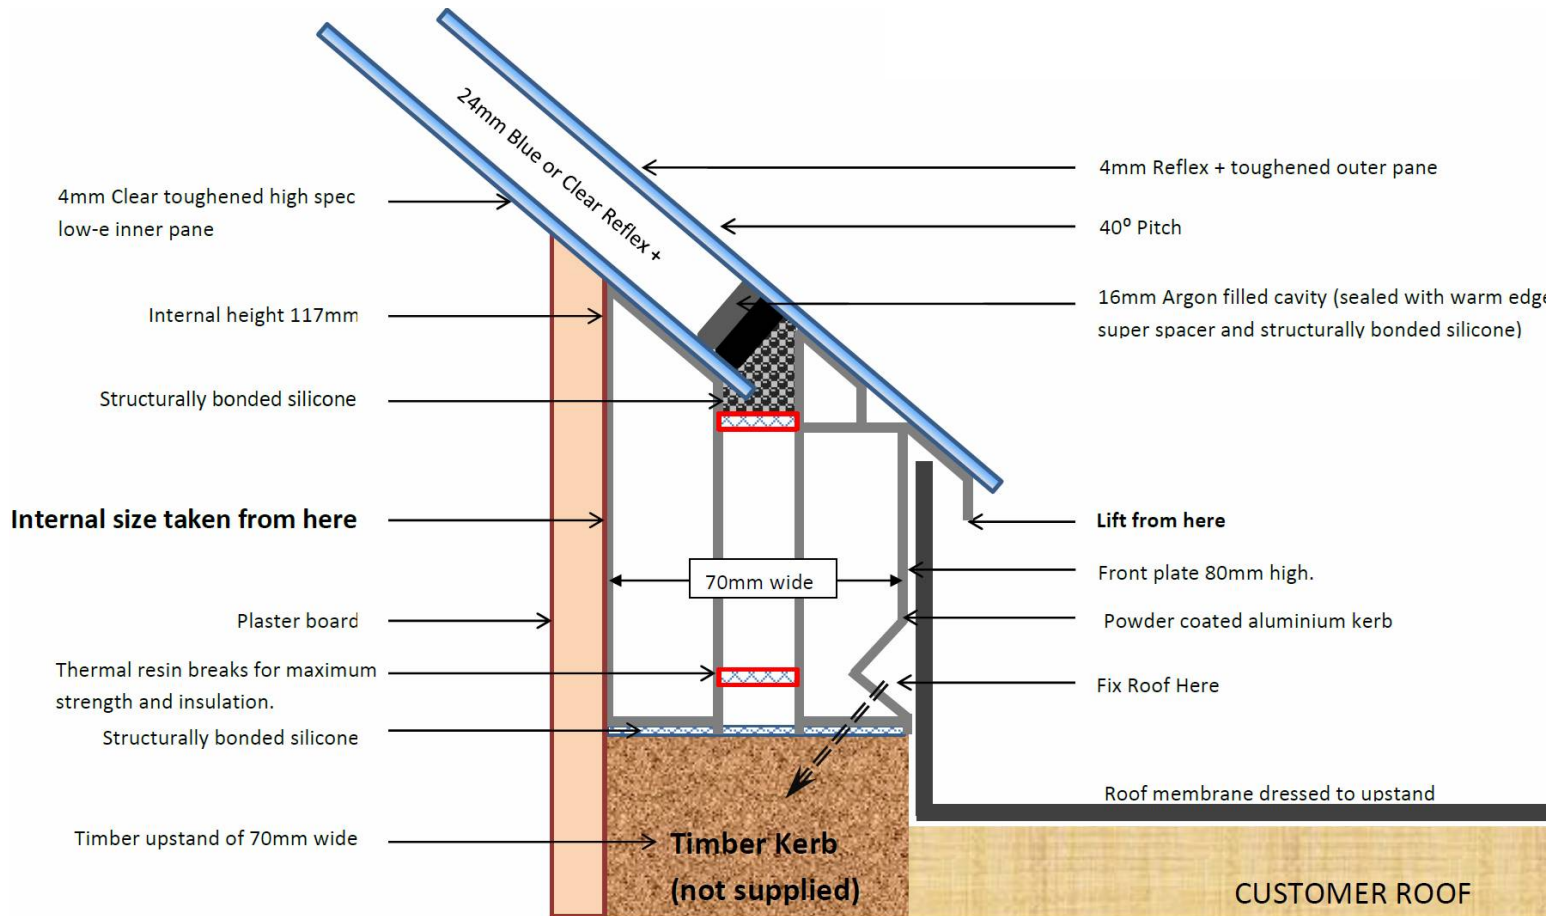 24mm Blue or Clear Reflex +
4mm Clear toughened high spec
low-e inner pane
Internal height 117mm
Structurally bonded silicone
Internal size taken from here
70mm wide
Plaster board
Thermal resin breaks for maximum
strength and insulation.
Structurally bonded silicone
Timber upstand of 70mm wide
Timber Kerb
(not supplied)
4mm Reflex + toughened outer pane
40⁰ Pitch
16mm Argon filled cavity (sealed with warm edge
super spacer and structurally bonded silicone)
Lift from here
Front plate 80mm high.
Powder coated aluminium kerb
Fix Roof Here
Roof membrane dressed to upstand
CUSTOMER ROOF